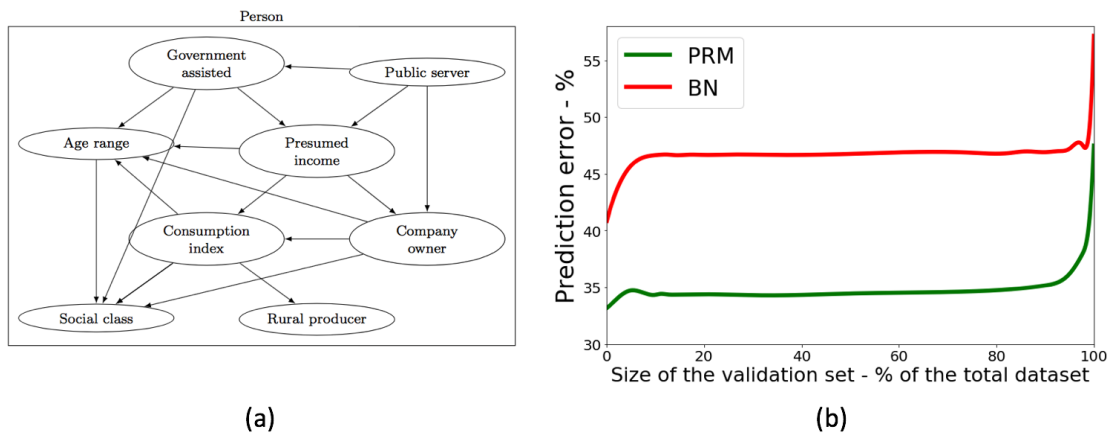 Person
Government
assisted
Public server
Age range
Presumed
income
Consumption
index
Company
owner
Social class
Rural producer
(a)
Prediction error - %
55
50
45
40
35
30
PRM
BN
0 20 40 60 80 100
Size of the validation set - % of the total dataset
(b)